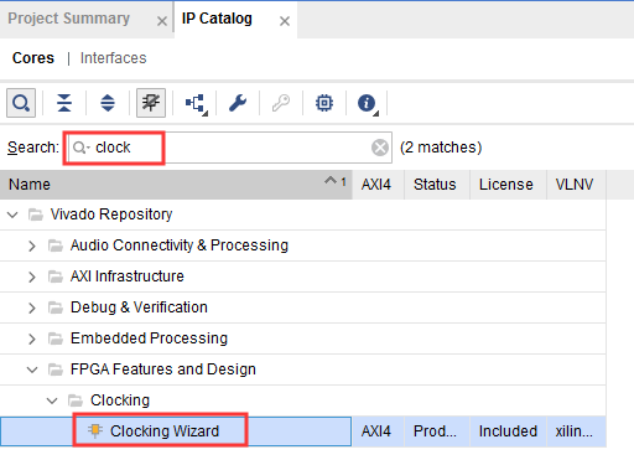 Project Summary × IP Catalog ×
Cores | Interfaces
Search: clock (2 matches)
Name 1 AXI4 Status License VLNV
Vivado Repository
Audio Connectivity & Processing
AXI Infrastructure
Debug & Verification
Embedded Processing
FPGA Features and Design
Clocking
Clocking Wizard AXI4 Prod... Included xilin...